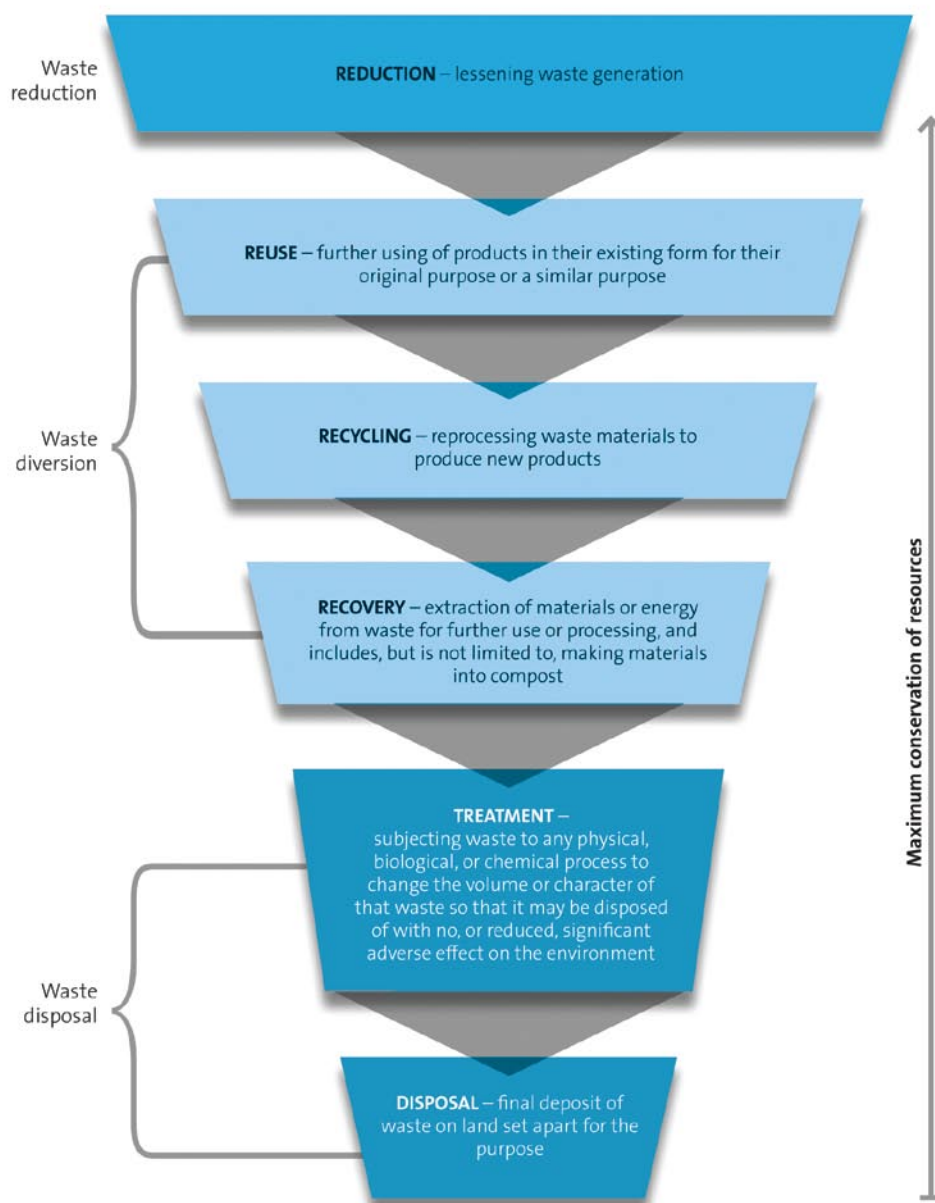 Waste
reduction
REDUCTION – lessening waste generation
REUSE – further using of products in their existing form for their
original purpose or a similar purpose
Waste
diversion
RECYCLING – reprocessing waste materials to
produce new products
RECOVERY – extraction of materials or energy
from waste for further use or processing, and
includes, but is not limited to, making materials
into compost
TREATMENT –
subjecting waste to any physical,
biological, or chemical process to
change the volume or character of
that waste so that it may be disposed
of with no, or reduced, significant
adverse effect on the environment
Waste
disposal
DISPOSAL – final deposit of
waste on land set apart for the
purpose
Maximum conservation of resources